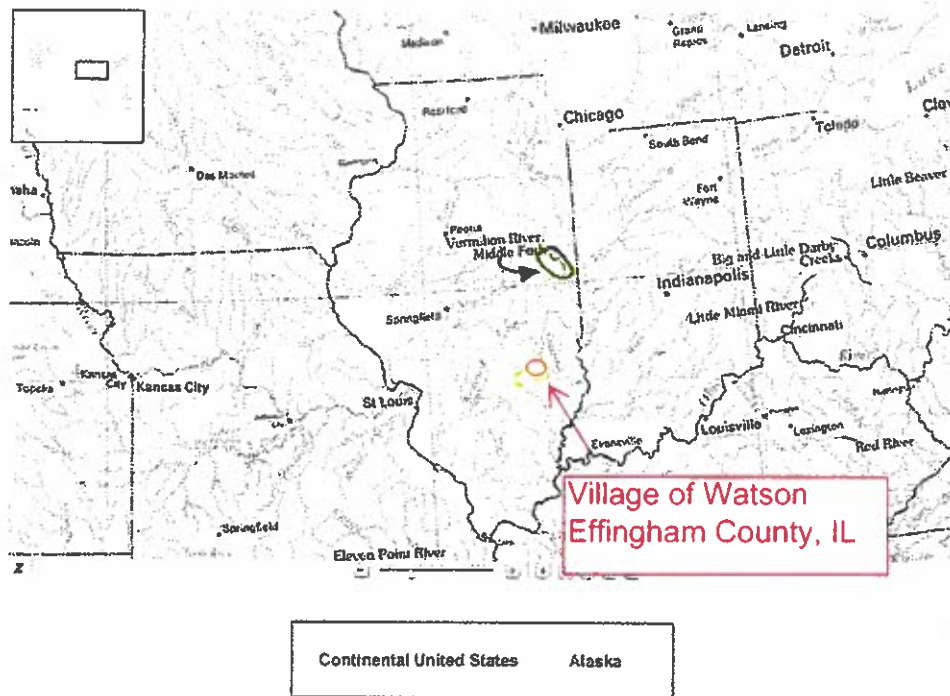 Milwaukee
Grand
Rapids
Lansing
Madison
Detroit
Rockford
Chicago
South Bend
Toledo
Des Moines
Fort
Wayne
Little Beaver
Peoria
Vermilion River,
Middle Fork
Big and Little Darby
Creeks
Columbus
Indianapolis
Springfield
Little Miami River
Cincinnati
Topeka
Kansas
City
Kansas City
St Louis
Louisville
Lexington
Evansville
Red River
Village of Watson
Effingham County, IL
Springfield
Eleven Point River
z
Continental United States
Alaska